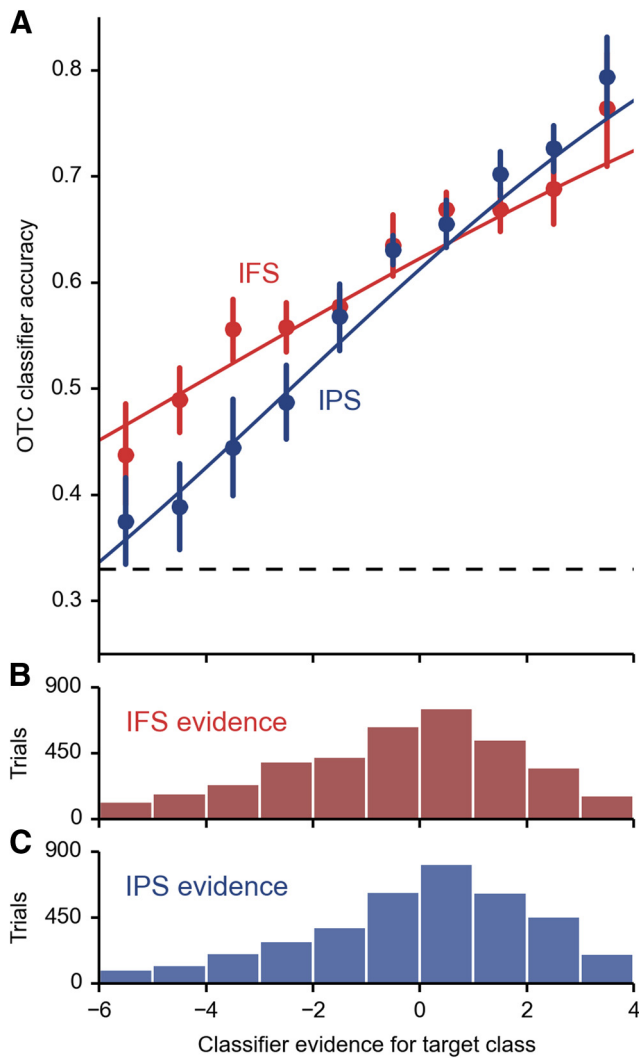 A
0.8
0.7
0.6
0.5
0.4
0.3
OTC classifier accuracy
IFS
IPS
B
900
450
0
Trials
IFS evidence
C
900
450
0
Trials
IPS evidence
−6 −4 −2 0 2 4
Classifier evidence for target class